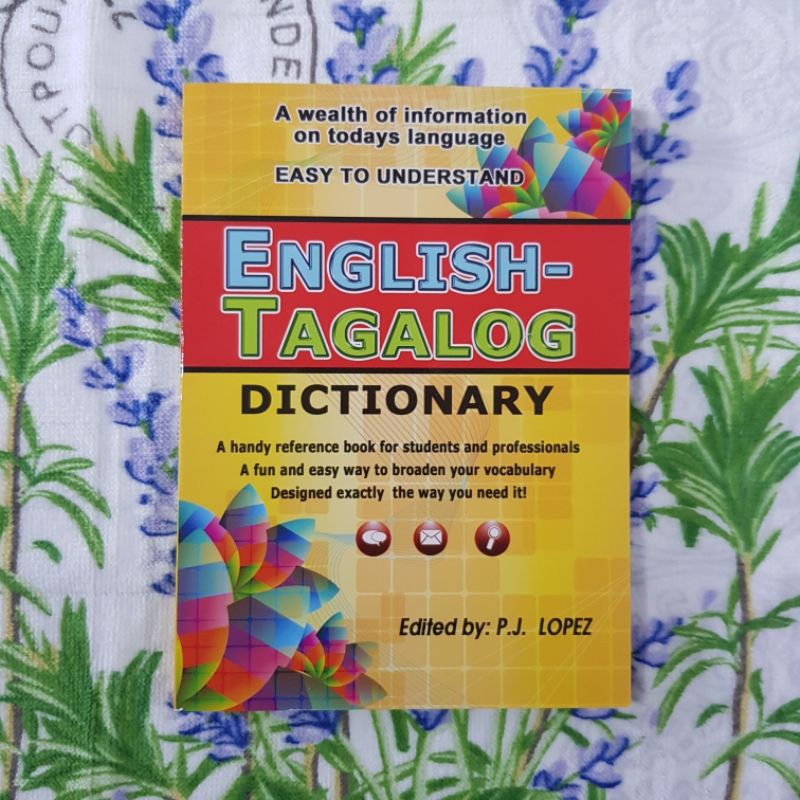 A wealth of information
on todays language
EASY TO UNDERSTAND
ENGLISH-
TAGALOG
DICTIONARY
A handy reference book for students and professionals
A fun and easy way to broaden your vocabulary
Designed exactly the way you need it!
Edited by: P.J. LOPEZ